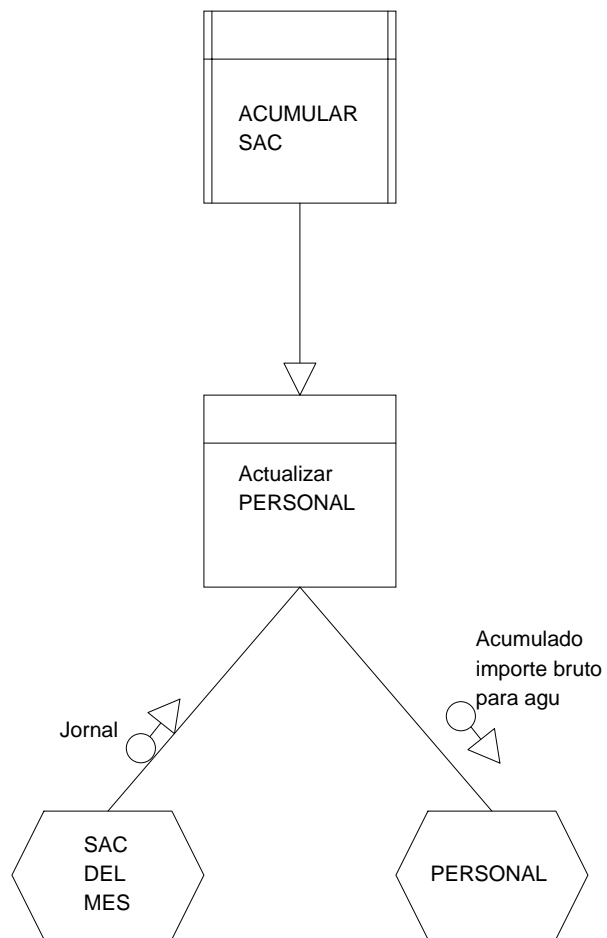 ACUMULAR
SAC
Actualizar
PERSONAL
Acumulado
importe bruto
para agu
Jornal
SAC
DEL
MES
PERSONAL